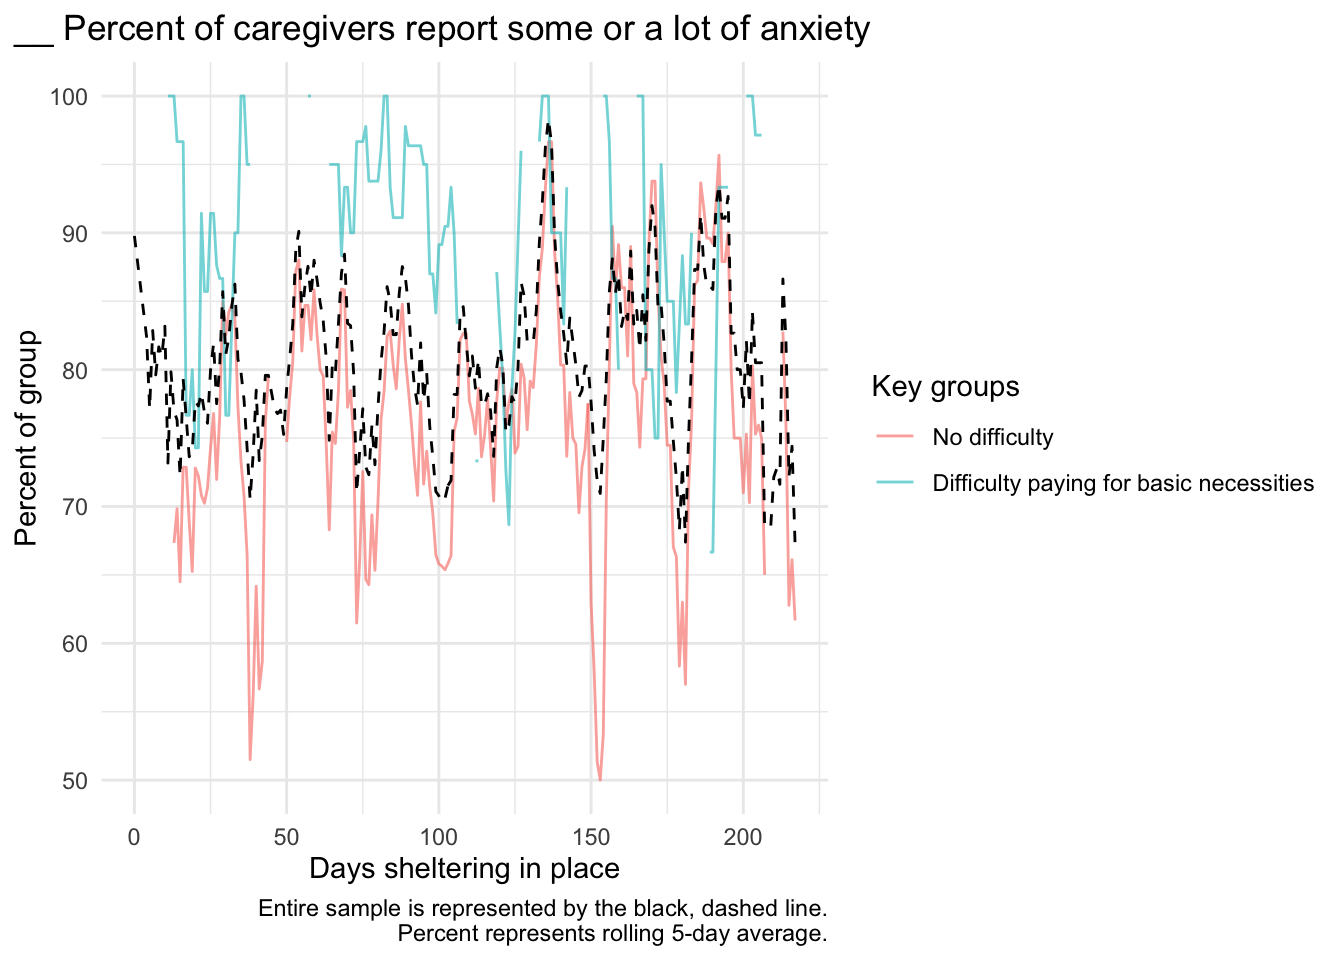 __ Percent of caregivers report some or a lot of anxiety
100
90
80
70
60
50
Percent of group
0 50 100 150 200
Days sheltering in place
Key groups
No difficulty
Difficulty paying for basic necessities
Entire sample is represented by the black, dashed line.
Percent represents rolling 5-day average.